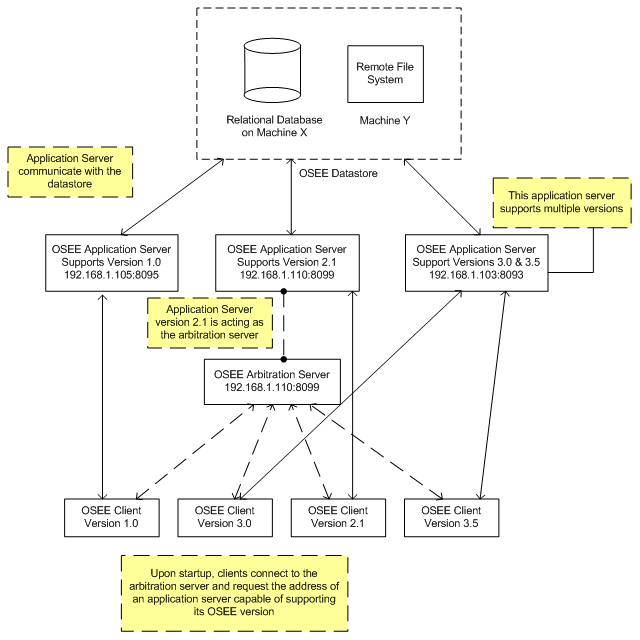 Remote File
System
Relational Database
on Machine X
Machine Y
OSEE Datastore
Application Server
communicate with the
datastore
This application server
supports multiple versions
OSEE Application Server
Supports Version 1.0
192.168.1.105:8095
OSEE Application Server
Supports Version 2.1
192.168.1.110:8099
OSEE Application Server
Support Versions 3.0 & 3.5
192.168.1.103:8093
Application Server
version 2.1 is acting as
the arbitration server
OSEE Arbitration Server
192.168.1.110:8099
OSEE Client
Version 1.0
OSEE Client
Version 3.0
OSEE Client
Version 2.1
OSEE Client
Version 3.5
Upon startup, clients connect to the
arbitration server and request the address of
an application server capable of supporting
its OSEE version